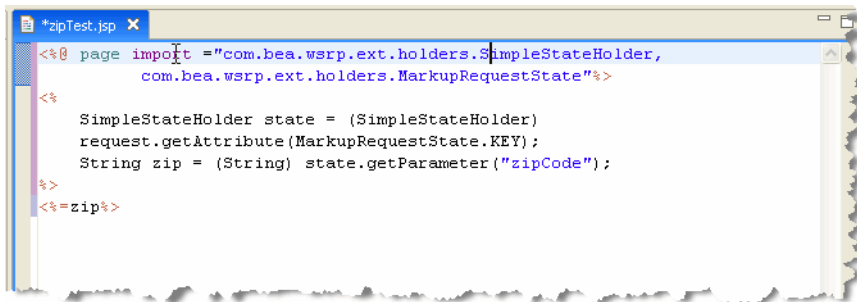 *zipTest.jsp
<%@ page import ="com.bea.wsrp.ext.holders.SimpleStateHolder,
com.bea.wsrp.ext.holders.MarkupRequestState"%>
<%
SimpleStateHolder state = (SimpleStateHolder)
request.getAttribute(MarkupRequestState.KEY);
String zip = (String) state.getParameter("zipCode");
%>
<%=zip%>